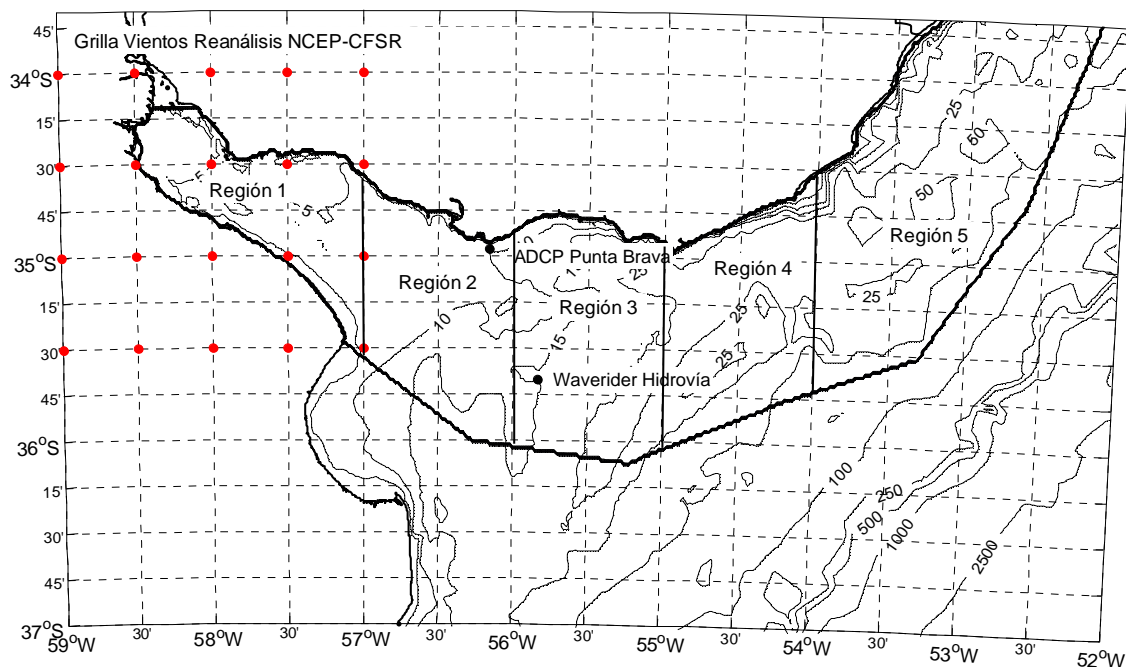 Grilla Vientos Reanálisis NCEP-CFSR
45'
34°S
15'
30'
45'
35°S
15'
30'
45'
36°S
15'
30'
45'
37°S
Región 1
5
Región 2
10
ADCP Punta Brava
25
Región 3
15
Waverider Hidrovía
Región 4
25
25
Región 5
25
50
50
25
100
250
500
1000
2500
59°W
30'
58°W
30'
57°W
30'
56°W
30'
55°W
30'
54°W
30'
53°W
30'
52°W